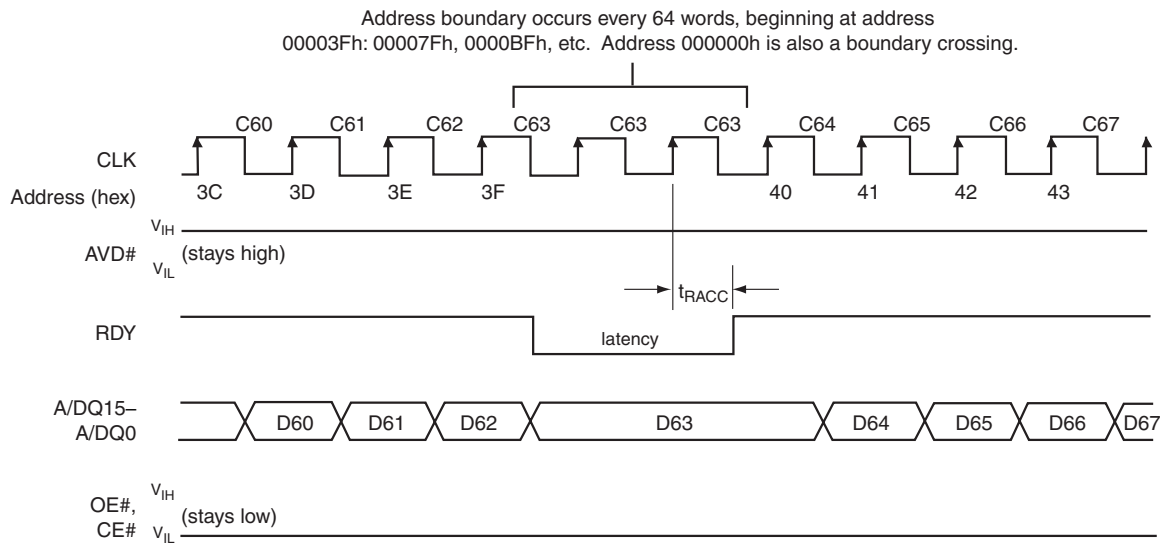 Address boundary occurs every 64 words, beginning at address
00003Fh: 00007Fh, 0000BFh, etc. Address 000000h is also a boundary crossing.
C60 C61 C62 C63 C63 C63 C64 C65 C66 C67
CLK
Address (hex) 3C 3D 3E 3F 40 41 42 43
VIH
AVD# (stays high)
VIL
tRACC
RDY latency
A/DQ15–
A/DQ0
D60 D61 D62 D63 D64 D65 D66 D67
VIH
OE#,
CE# (stays low)
VIL